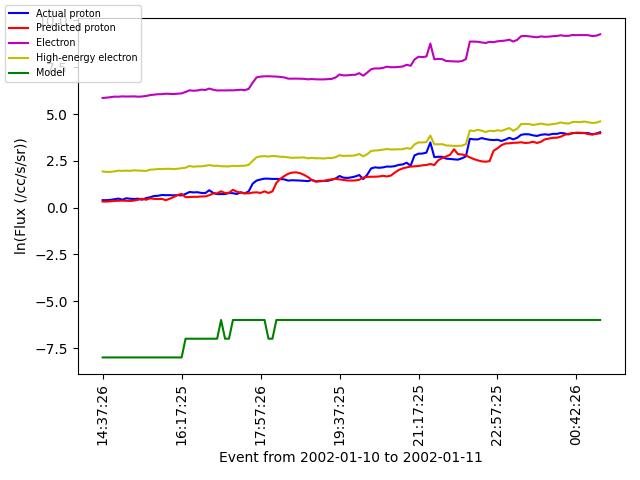 Actual proton
Predicted proton
Electron
High-energy electron
Model
5.0
2.5
0.0
−2.5
−5.0
−7.5
ln(Flux (/cc/s/sr))
14:37:26
16:17:25
17:57:26
19:37:25
21:17:25
22:57:25
00:42:26
Event from 2002-01-10 to 2002-01-11